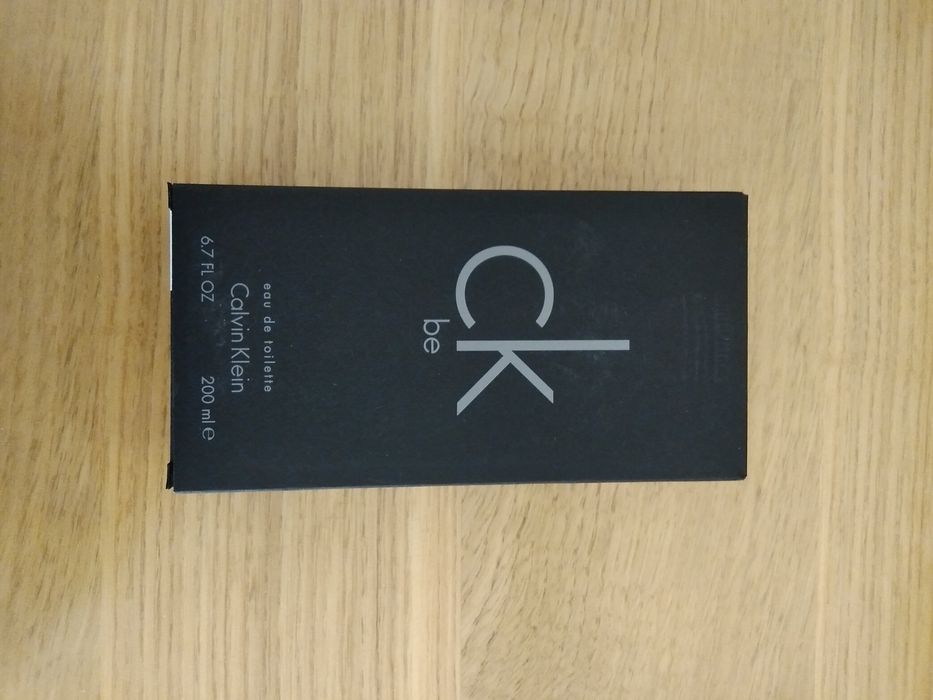 ck
be
eau de toilette
Calvin Klein
6.7 FL OZ 200 ml ℮